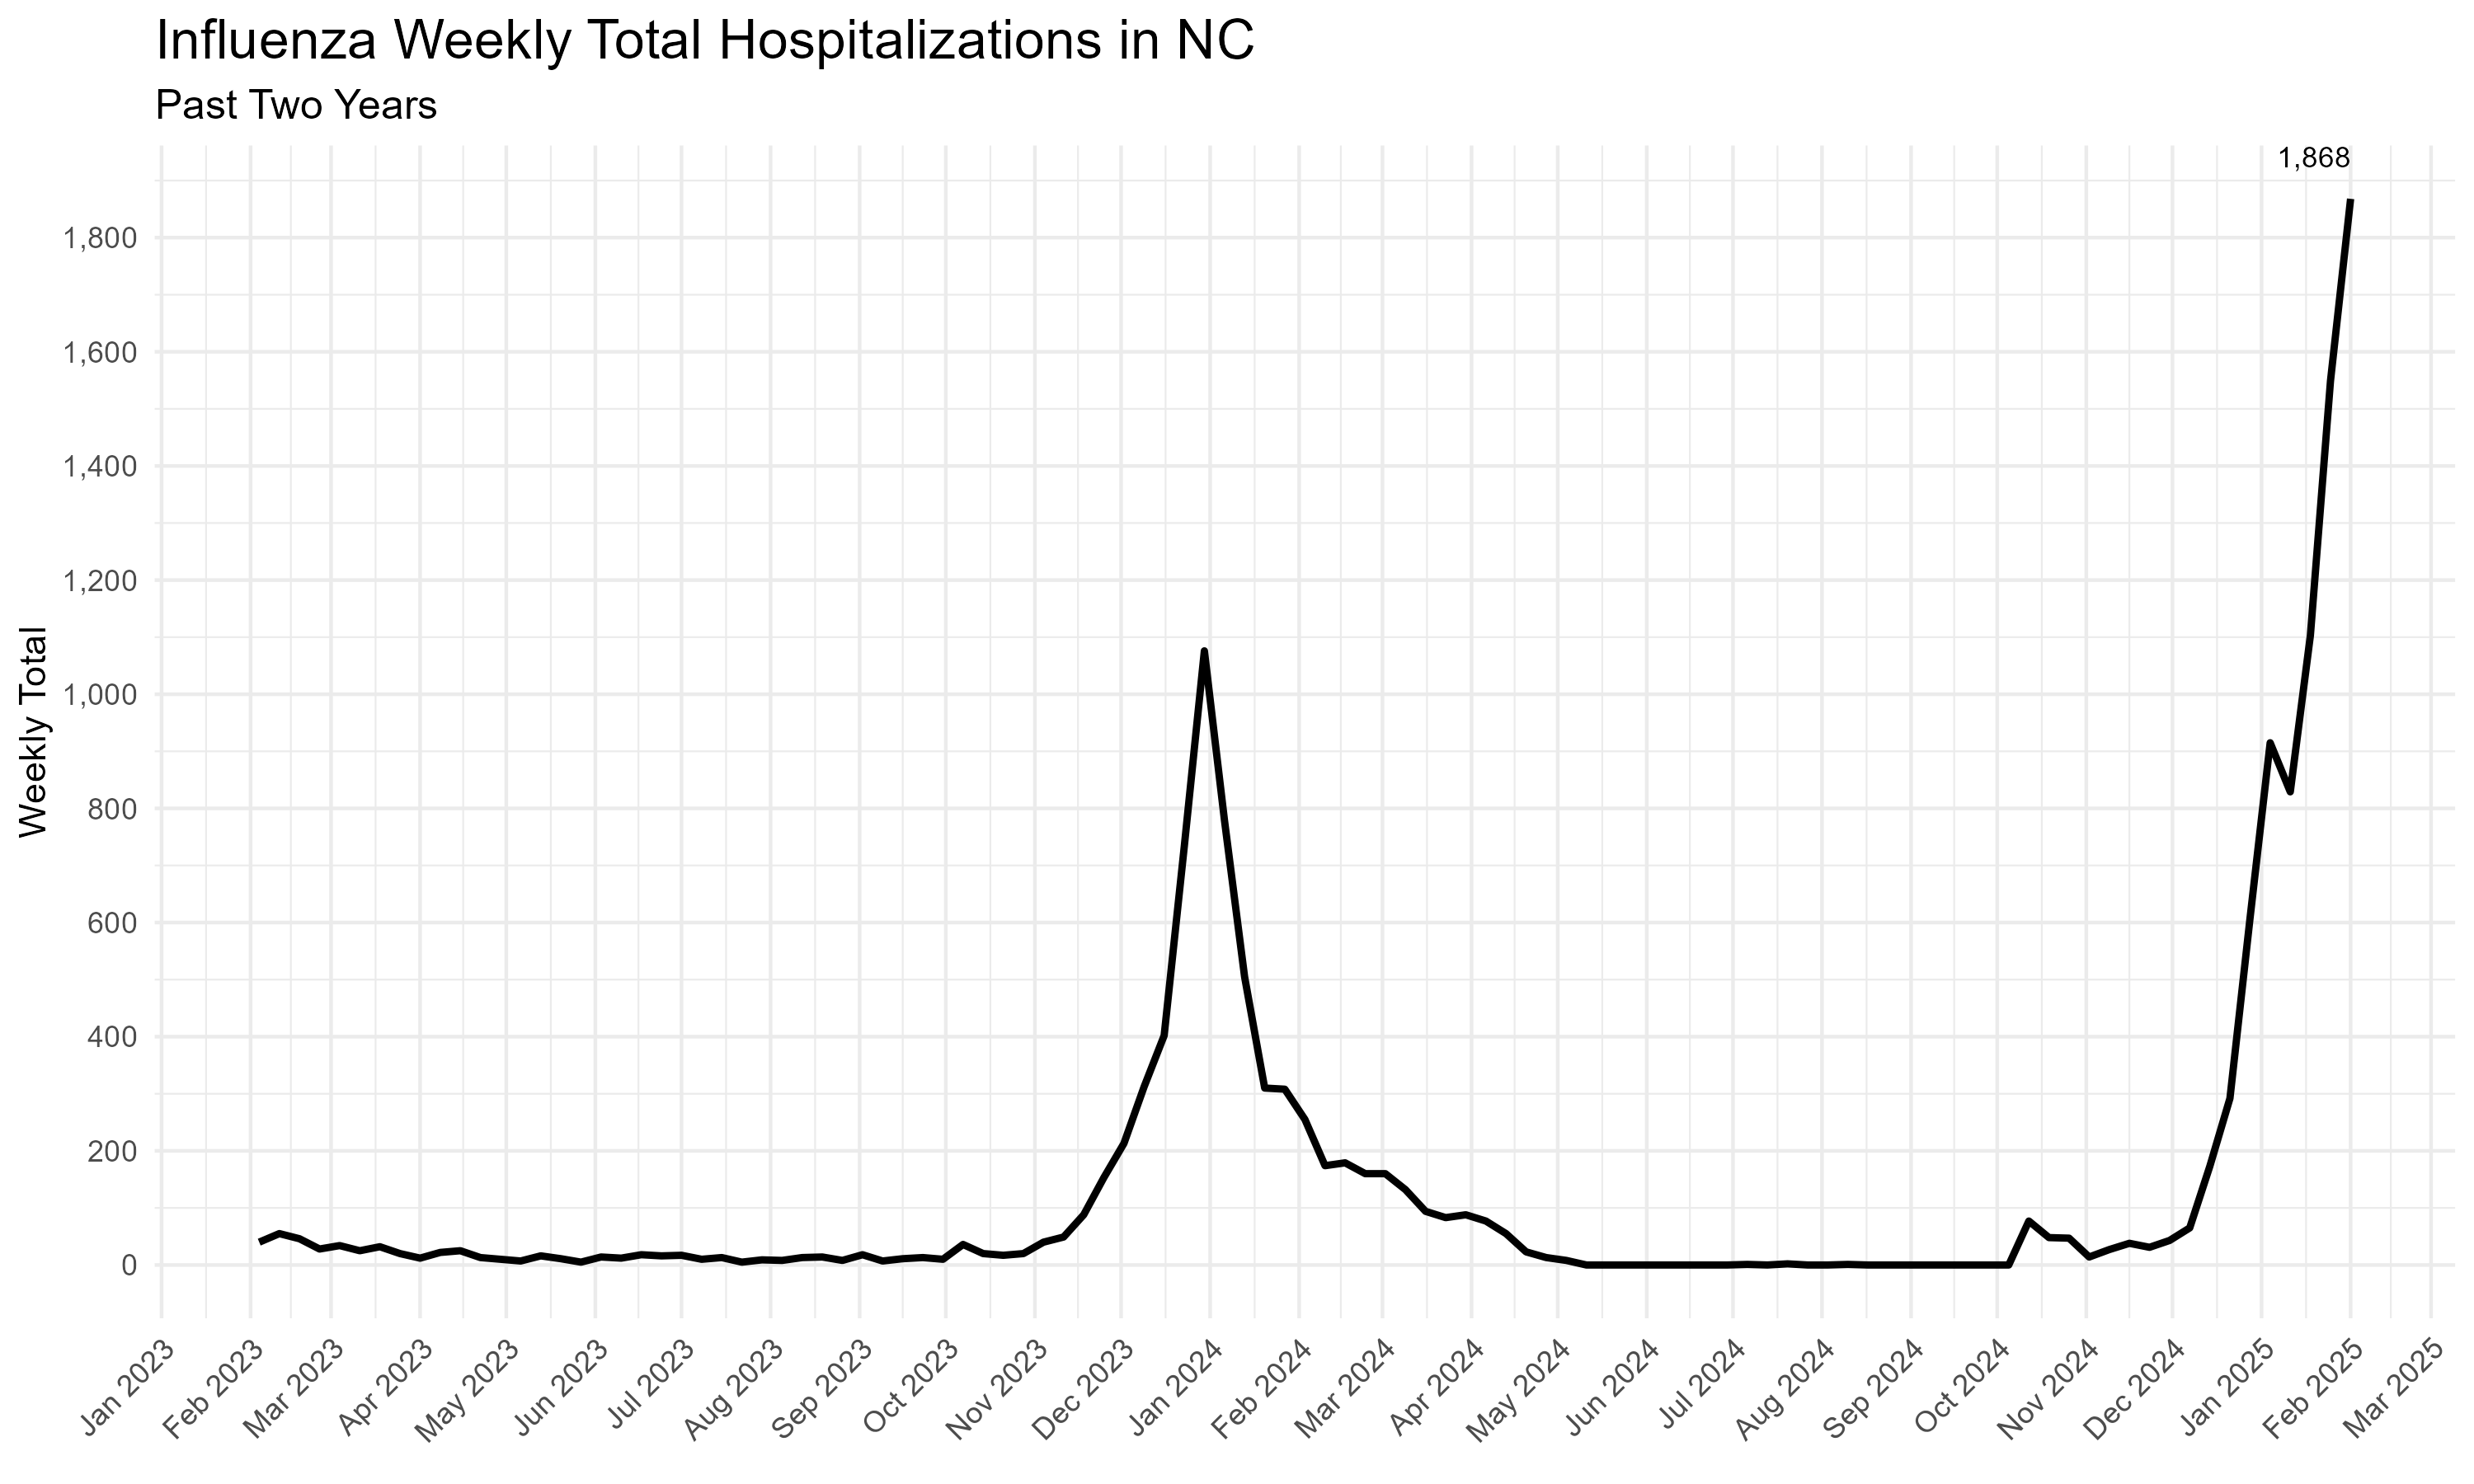 Influenza Weekly Total Hospitalizations in NC
Past Two Years
1,868
Weekly Total
1,800
1,600
1,400
1,200
1,000
800
600
400
200
0
Jan 2023
Feb 2023
Mar 2023
Apr 2023
May 2023
Jun 2023
Jul 2023
Aug 2023
Sep 2023
Oct 2023
Nov 2023
Dec 2023
Jan 2024
Feb 2024
Mar 2024
Apr 2024
May 2024
Jun 2024
Jul 2024
Aug 2024
Sep 2024
Oct 2024
Nov 2024
Dec 2024
Jan 2025
Feb 2025
Mar 2025